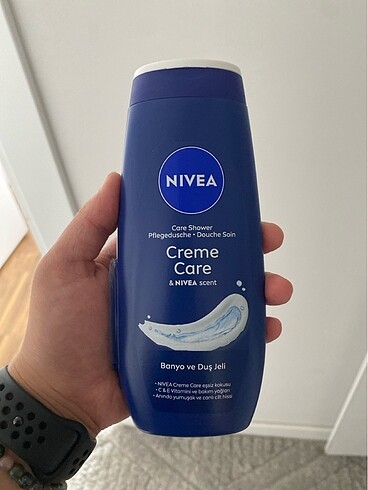 NIVEA
Care Shower
Pflegedusche • Douche Soin
Creme
Care
& NIVEA scent
Banyo ve Duş Jeli
• NIVEA Creme Care eşsiz kokusu
• C & E Vitamini ve bakım yağları
• Anında yumuşak ve canlı cilt hissi